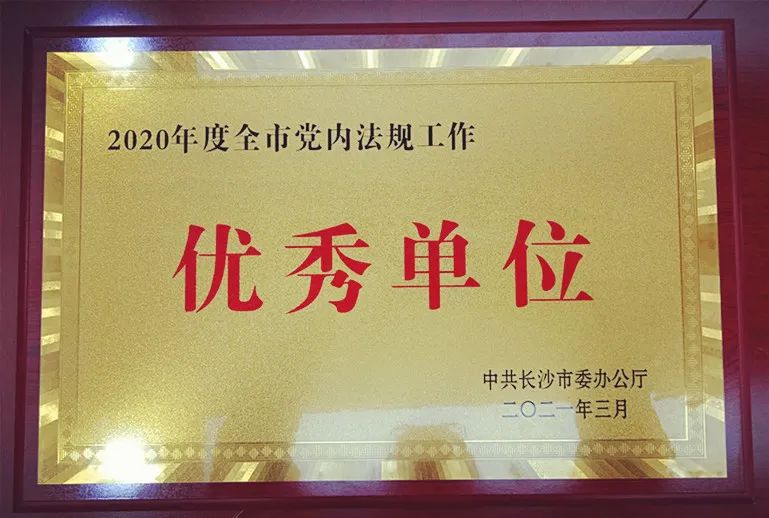 2020年度全市党内法规工作
优秀单位
中共长沙市委办公厅
二〇二一年三月